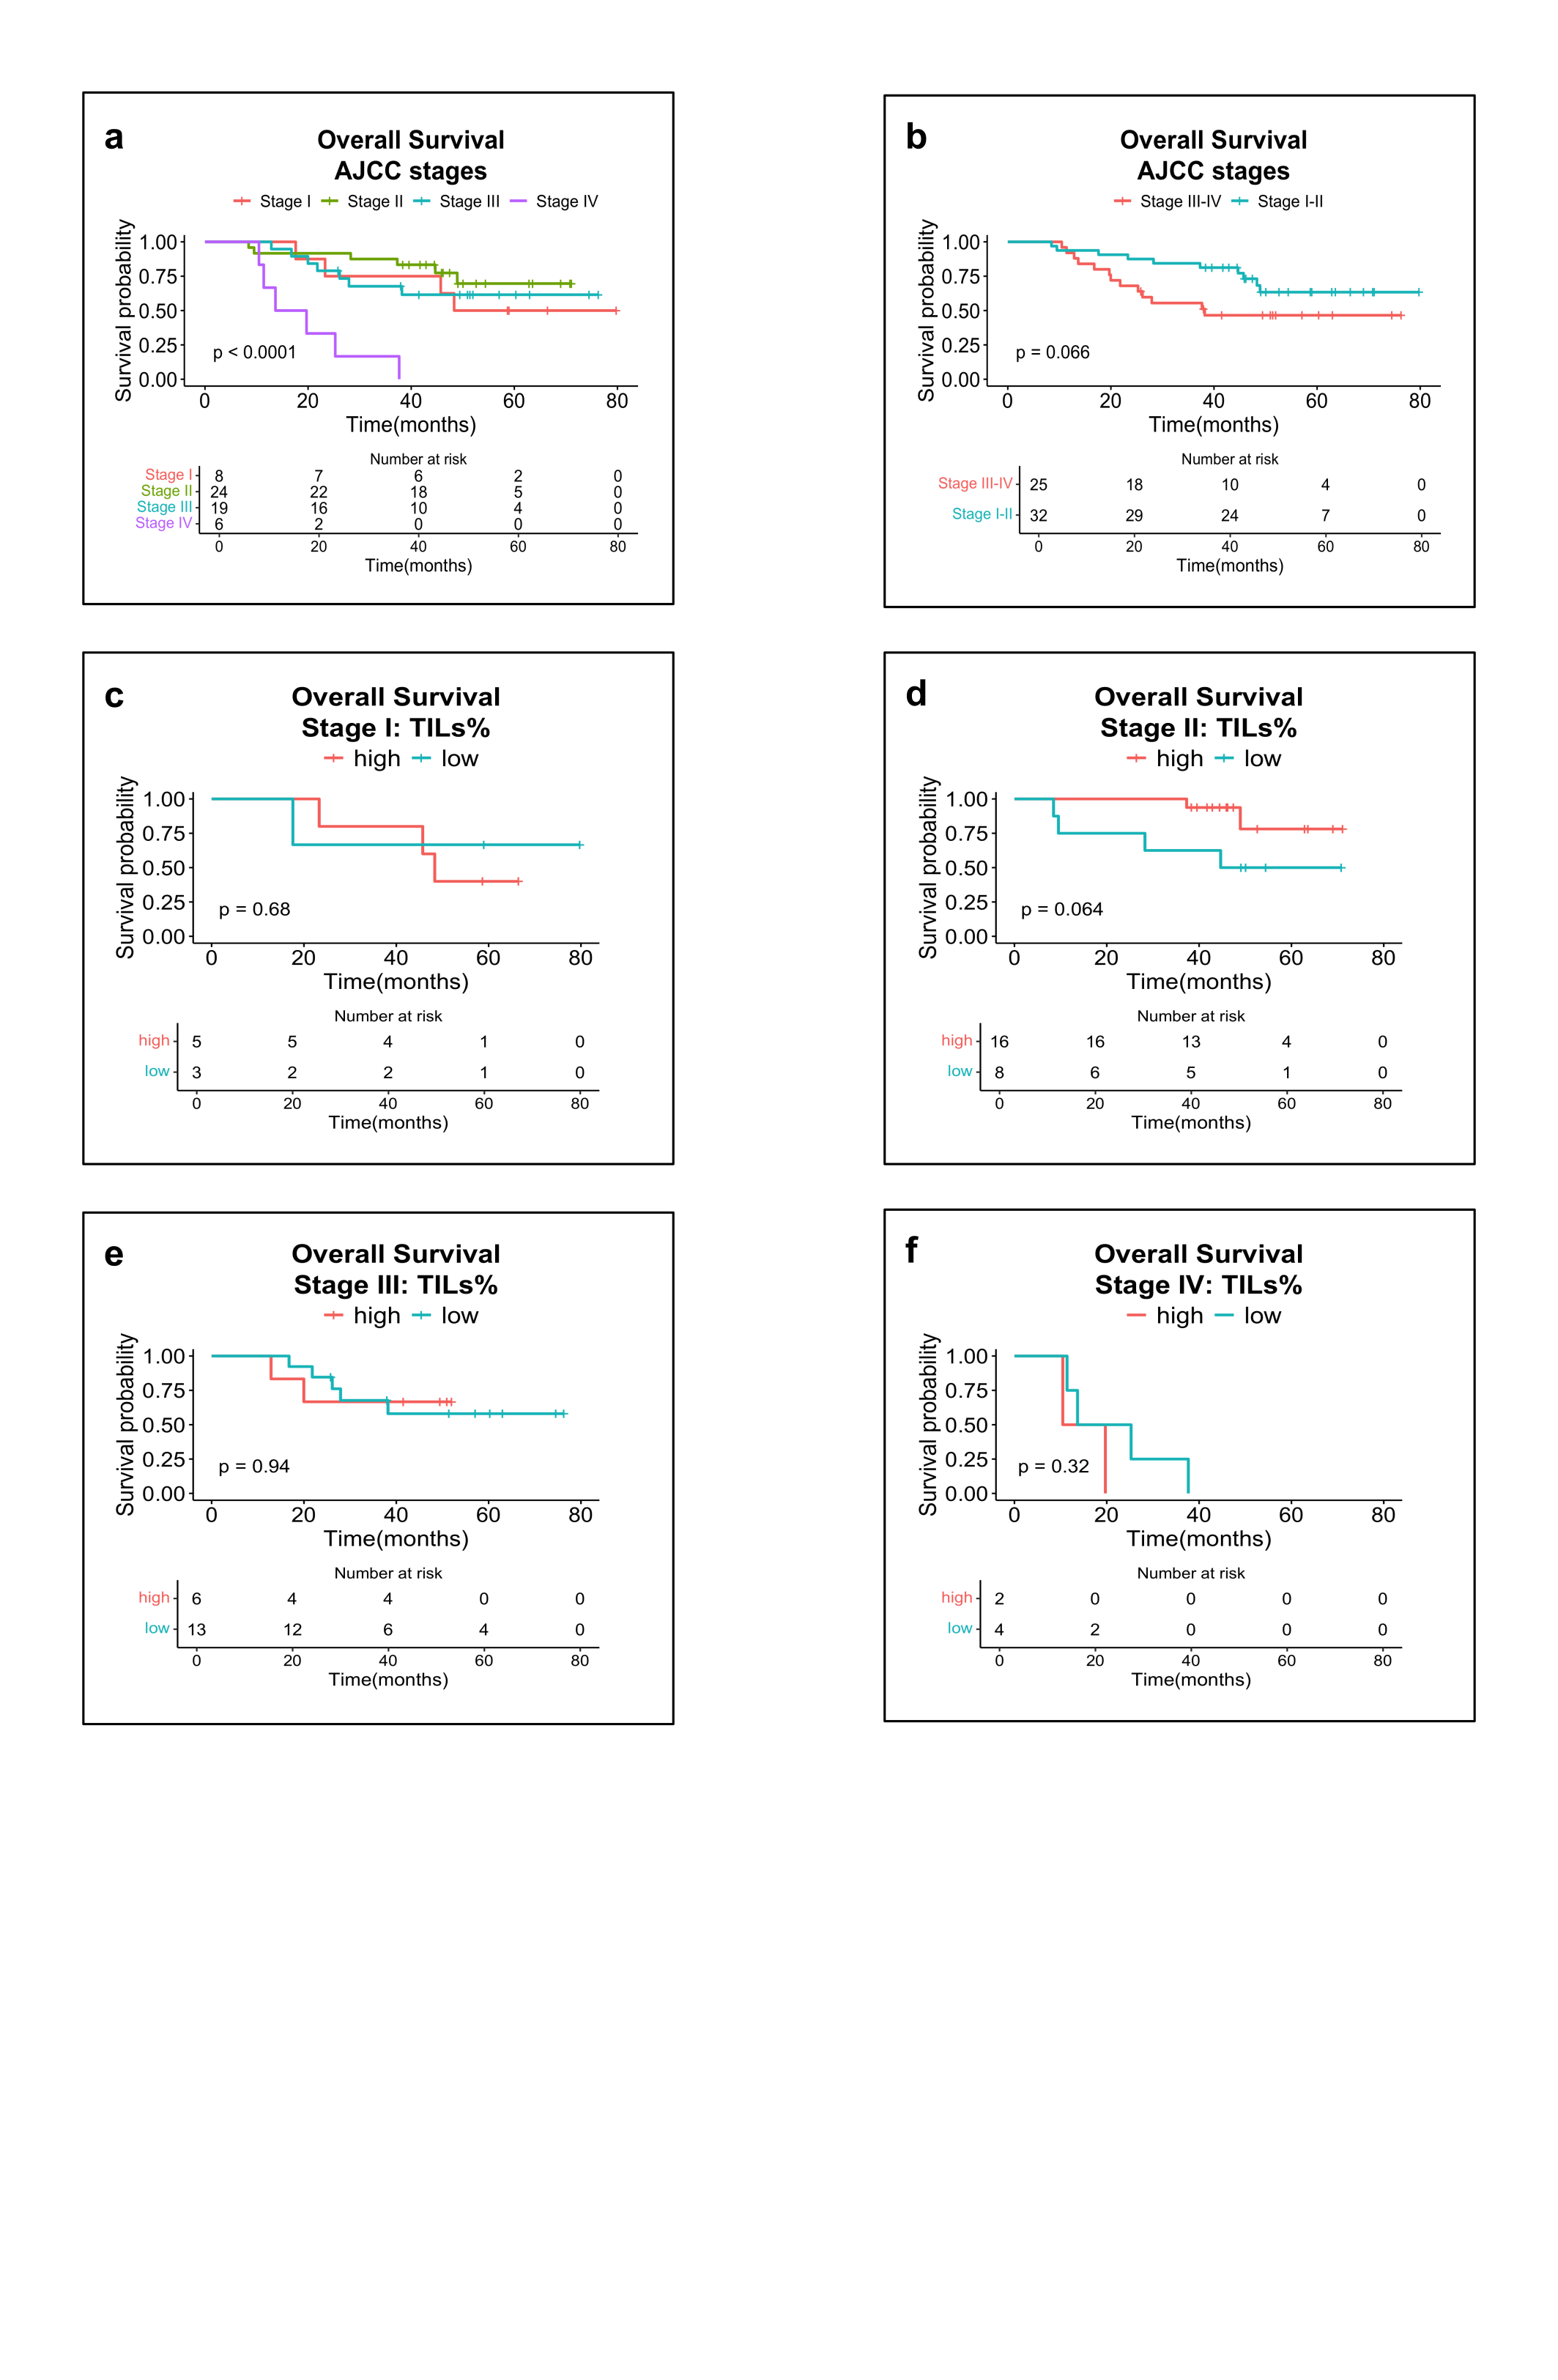 a
Overall Survival
AJCC stages
Stage I Stage II Stage III Stage IV
Survival probability
1.00
0.75
0.50
0.25
0.00
p < 0.0001
0 20 40 60 80
Time(months)
Number at risk
Stage I 8 7 6 2 0
Stage II 24 22 18 5 0
Stage III 19 16 10 4 0
Stage IV 6 2 0 0 0
0 20 40 60 80
Time(months)
b
Overall Survival
AJCC stages
Stage III-IV Stage I-II
Survival probability
1.00
0.75
0.50
0.25
0.00
p = 0.066
0 20 40 60 80
Time(months)
Number at risk
Stage III-IV 25 18 10 4 0
Stage I-II 32 29 24 7 0
0 20 40 60 80
Time(months)
c
Overall Survival
Stage I: TILs%
high low
Survival probability
1.00
0.75
0.50
0.25
0.00
p = 0.68
0 20 40 60 80
Time(months)
Number at risk
high 5 5 4 1 0
low 3 2 2 1 0
0 20 40 60 80
Time(months)
d
Overall Survival
Stage II: TILs%
high low
Survival probability
1.00
0.75
0.50
0.25
0.00
p = 0.064
0 20 40 60 80
Time(months)
Number at risk
high 16 16 13 4 0
low 8 6 5 1 0
0 20 40 60 80
Time(months)
e
Overall Survival
Stage III: TILs%
high low
Survival probability
1.00
0.75
0.50
0.25
0.00
p = 0.94
0 20 40 60 80
Time(months)
Number at risk
high 6 4 4 0 0
low 13 12 6 4 0
0 20 40 60 80
Time(months)
f
Overall Survival
Stage IV: TILs%
high low
Survival probability
1.00
0.75
0.50
0.25
0.00
p = 0.32
0 20 40 60 80
Time(months)
Number at risk
high 2 0 0 0 0
low 4 2 0 0 0
0 20 40 60 80
Time(months)